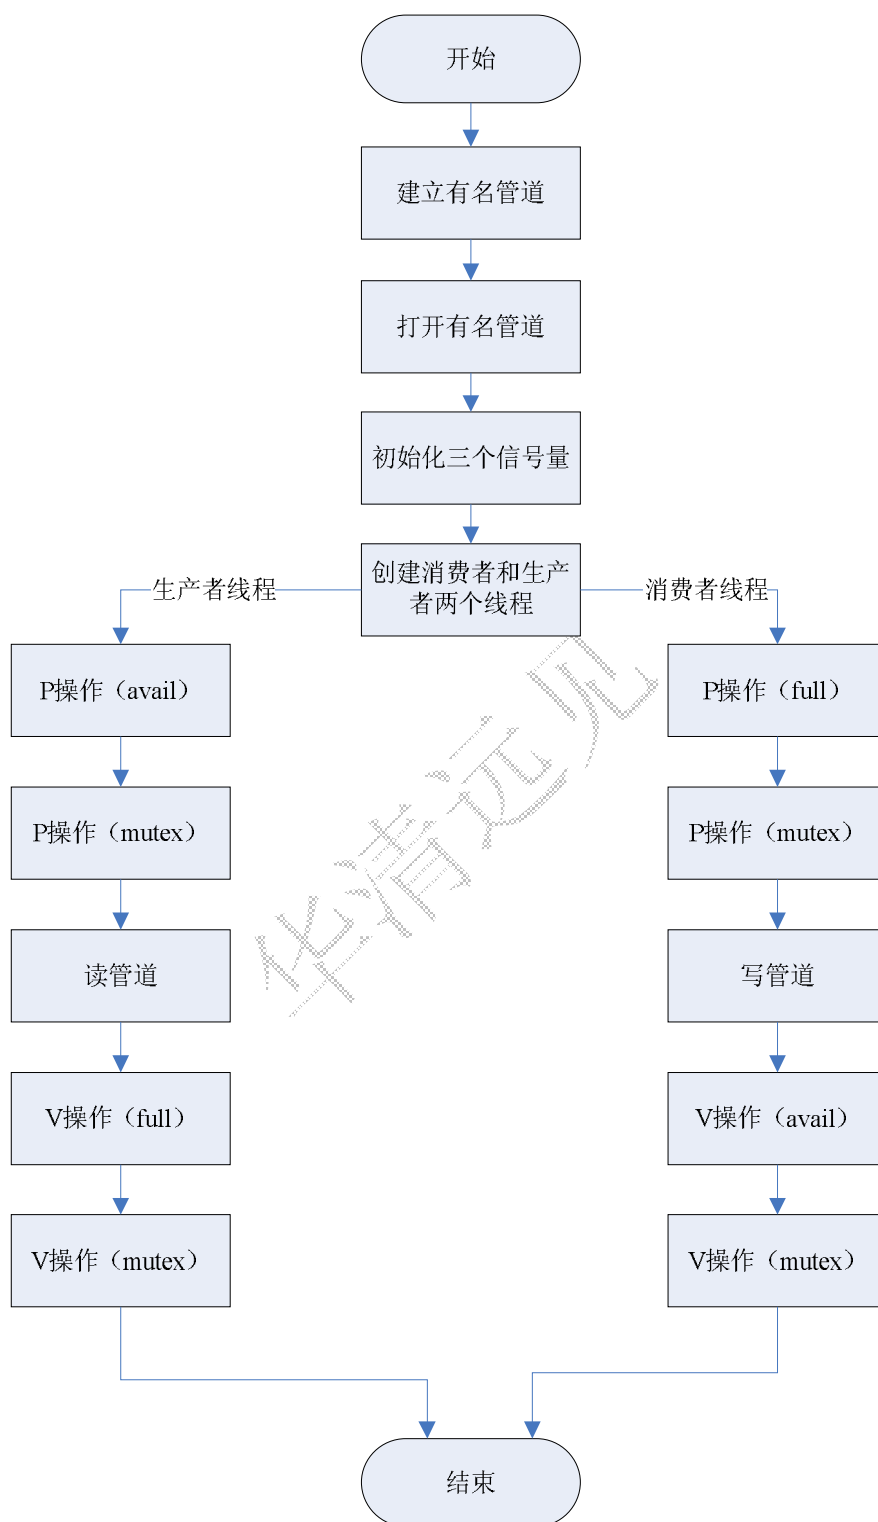 开始
建立有名管道
打开有名管道
初始化三个信号量
创建消费者和生产
者两个线程
生产者线程
消费者线程
P操作（avail）
P操作（full）
P操作（mutex）
P操作（mutex）
读管道
写管道
V操作（full）
V操作（avail）
V操作（mutex）
V操作（mutex）
结束
华清远见